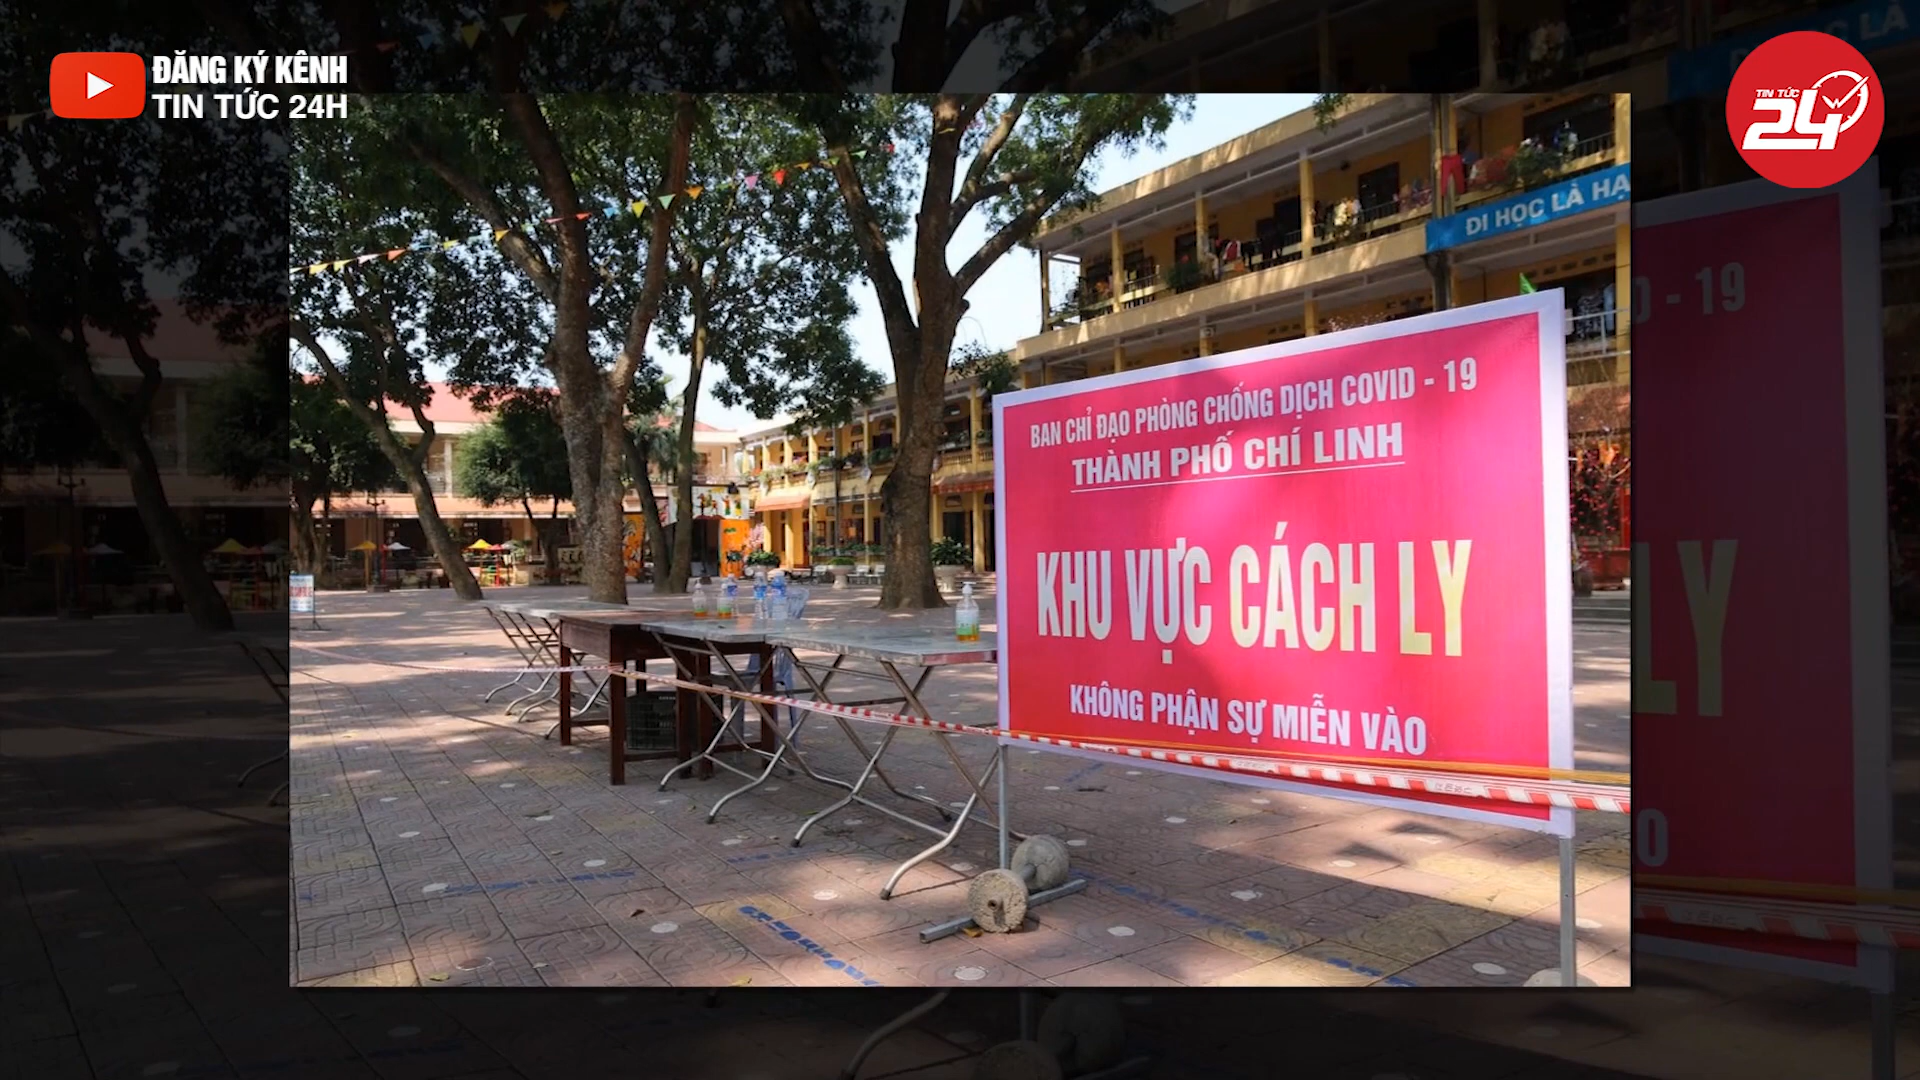 ĐĂNG KÝ KÊNH
TIN TỨC 24H
TIN TỨC
24
ĐI HỌC LÀ HẠ
BAN CHỈ ĐẠO PHÒNG CHỐNG DỊCH COVID - 19
THÀNH PHỐ CHÍ LINH
KHU VỰC CÁCH LY
KHÔNG PHẬN SỰ MIỄN VÀO